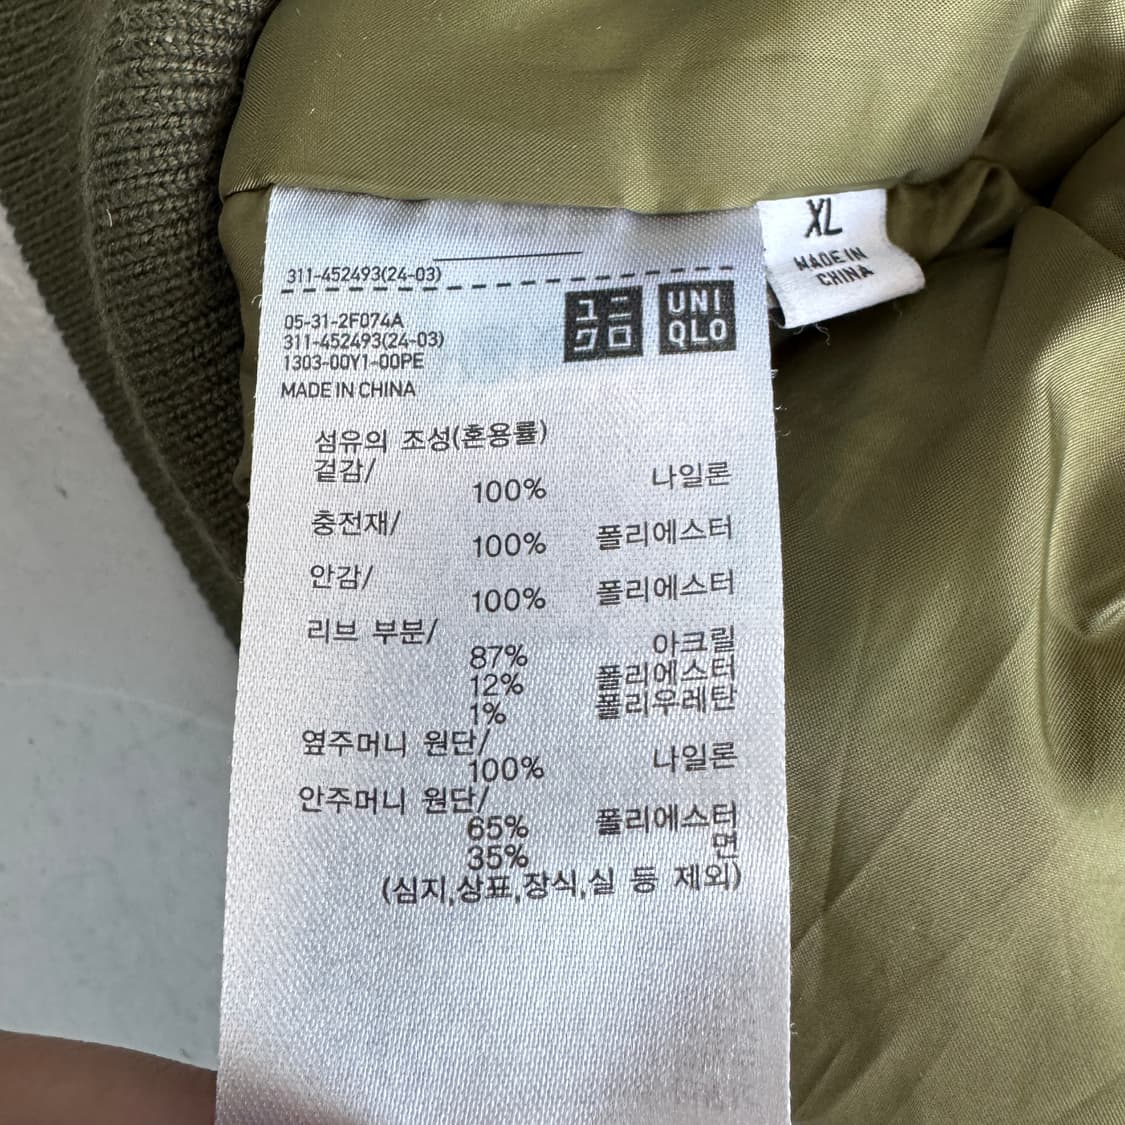 311-452493(24-03)
05-31-2F074A
311-452493(24-03)
1303-00Y1-00PE
MADE IN CHINA
ユニ
クロ
UNI
QLO
XL
MADE IN
CHINA
섬유의 조성(혼용률)
겉감/
100% 나일론
충전재/
100% 폴리에스터
안감/
100% 폴리에스터
리브 부분/
87% 아크릴
12% 폴리에스터
1% 폴리우레탄
옆주머니 원단/
100% 나일론
안주머니 원단/
65% 폴리에스터
35% 면
(심지,상표,장식,실 등 제외)